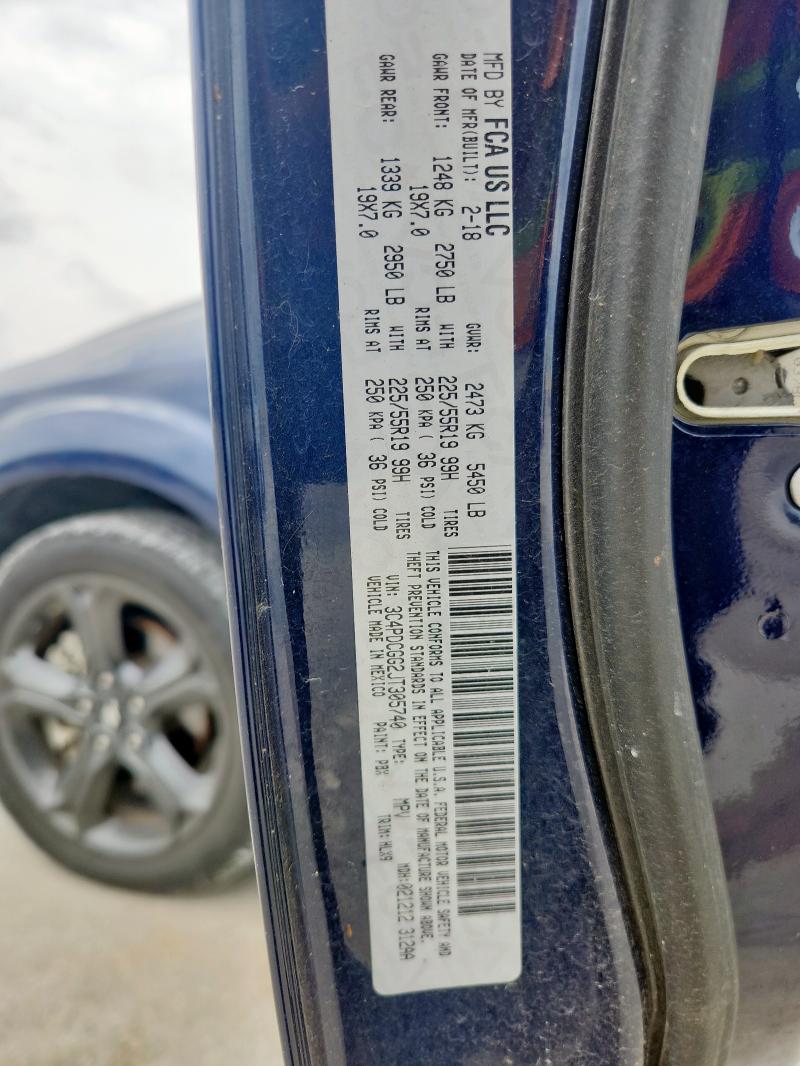 MFD BY FCA US LLC
DATE OF MFR(BUILT): 2-18 GVWR: 2473 KG 5450 LB
GAWR FRONT: 1248 KG 2750 LB WITH 225/55R19 99H TIRES
19X7.0 RIMS AT 250 KPA ( 36 PSI) COLD
GAWR REAR: 1339 KG 2950 LB WITH 225/55R19 99H TIRES
19X7.0 RIMS AT 250 KPA ( 36 PSI) COLD
THIS VEHICLE CONFORMS TO ALL APPLICABLE U.S.A. FEDERAL MOTOR VEHICLE SAFETY AND
THEFT PREVENTION STANDARDS IN EFFECT ON THE DATE OF MANUFACTURE SHOWN ABOVE.
VIN: 3C4PDCGG2JT305740 TYPE: MPV MDH:021212 3124A
VEHICLE MADE IN MEXICO PAINT: PBX TRIM: